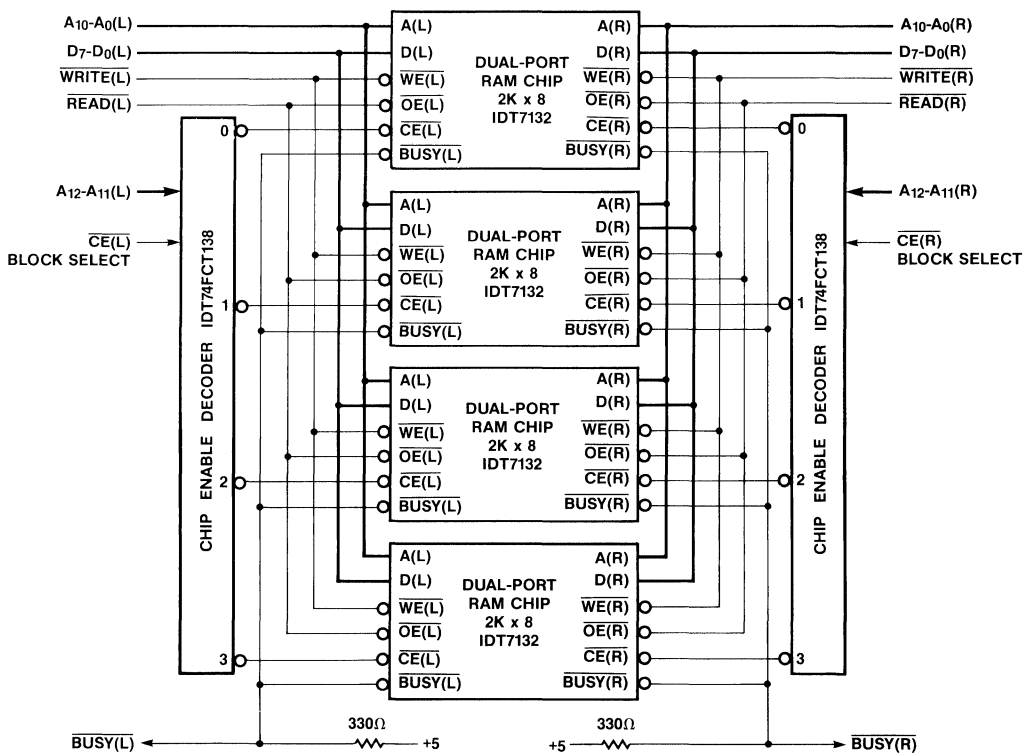 A10-A0(L)
D7-D0(L)
WRITE(L)
READ(L)
A12-A11(L)
CE(L)
BLOCK SELECT
CHIP ENABLE DECODER IDT74FCT138
0
1
2
3
A(L)
D(L)
WE(L)
OE(L)
CE(L)
BUSY(L)
DUAL-PORT
RAM CHIP
2K x 8
IDT7132
A(R)
D(R)
WE(R)
OE(R)
CE(R)
BUSY(R)
A(L)
D(L)
WE(L)
OE(L)
CE(L)
BUSY(L)
DUAL-PORT
RAM CHIP
2K x 8
IDT7132
A(R)
D(R)
WE(R)
OE(R)
CE(R)
BUSY(R)
A(L)
D(L)
WE(L)
OE(L)
CE(L)
BUSY(L)
DUAL-PORT
RAM CHIP
2K x 8
IDT7132
A(R)
D(R)
WE(R)
OE(R)
CE(R)
BUSY(R)
A(L)
D(L)
WE(L)
OE(L)
CE(L)
BUSY(L)
DUAL-PORT
RAM CHIP
2K x 8
IDT7132
A(R)
D(R)
WE(R)
OE(R)
CE(R)
BUSY(R)
A10-A0(R)
D7-D0(R)
WRITE(R)
READ(R)
0
1
2
3
CHIP ENABLE DECODER IDT74FCT138
A12-A11(R)
CE(R)
BLOCK SELECT
BUSY(L)
330Ω
+5
+5
330Ω
BUSY(R)